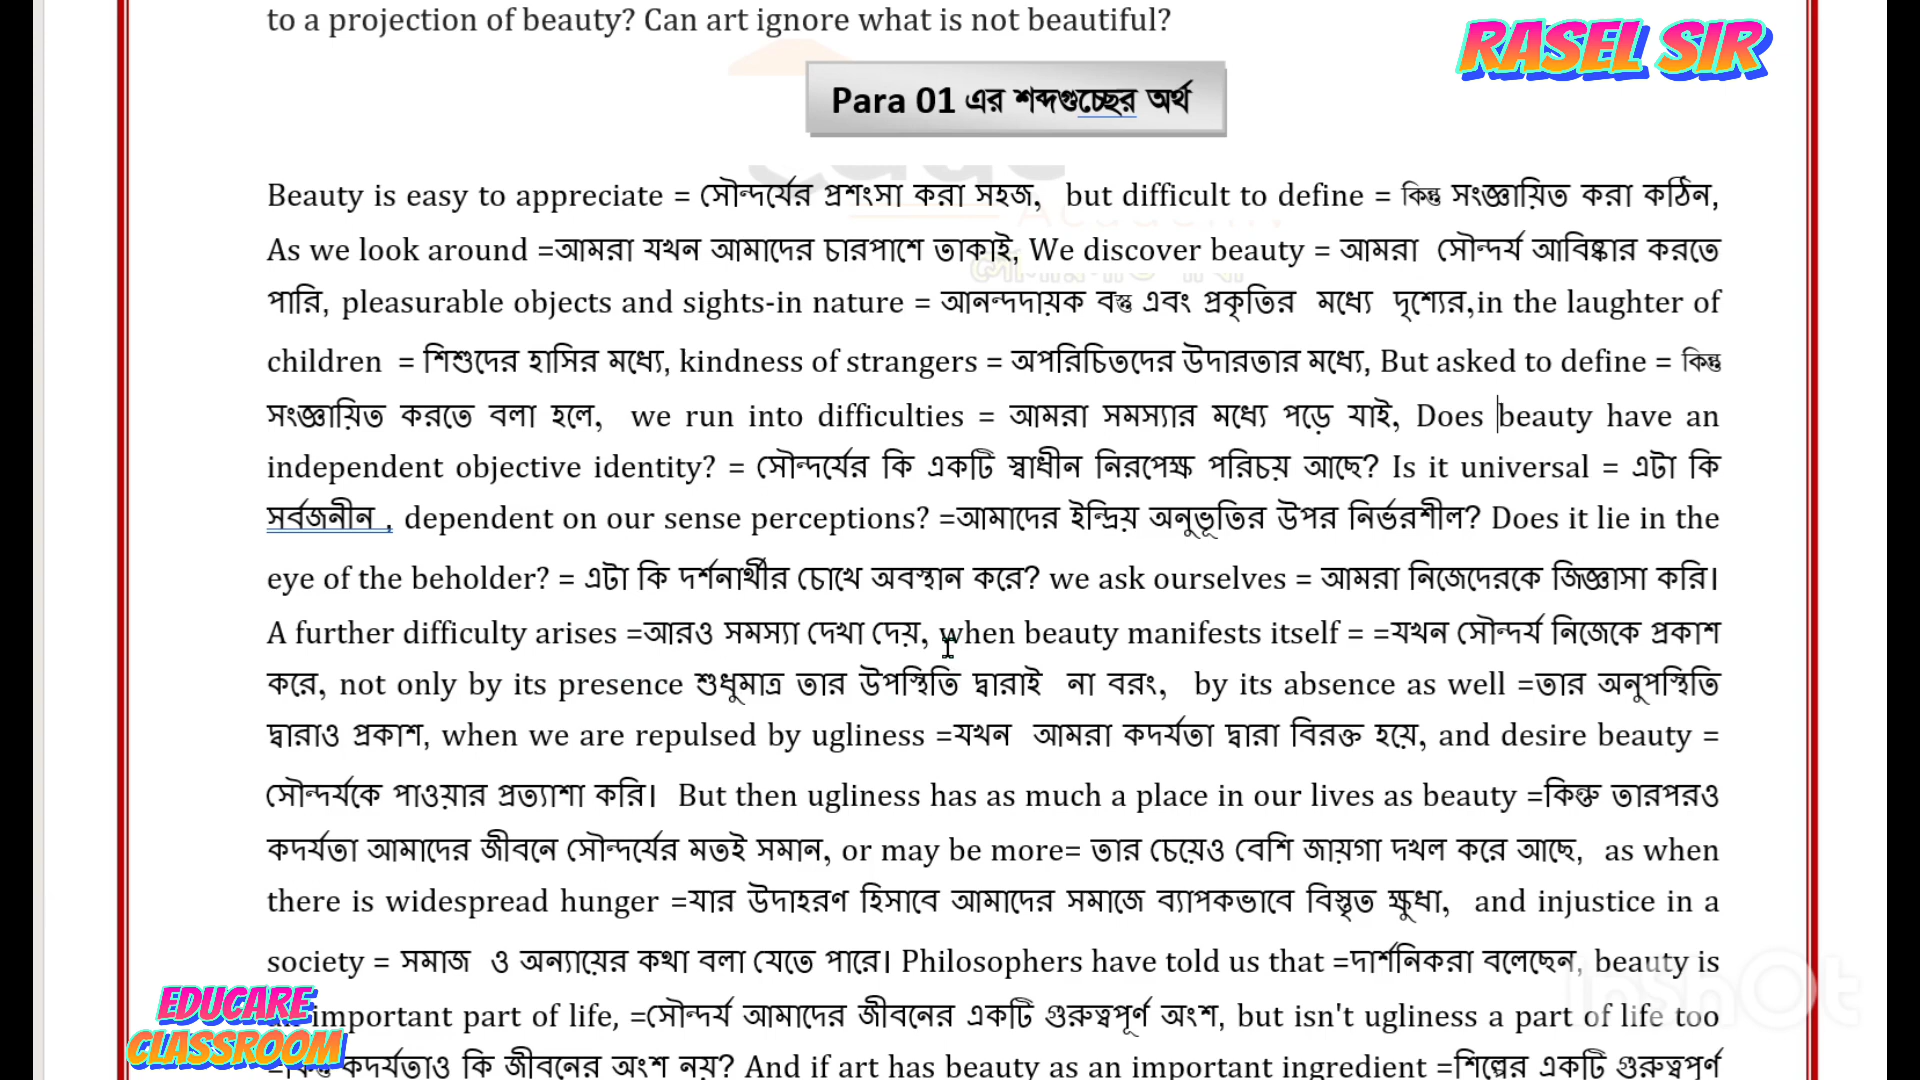 to a projection of beauty? Can art ignore what is not beautiful?
RASEL SIR
Para 01 এর শব্দগুচ্ছের অর্থ
Beauty is easy to appreciate = সৌন্দর্যের প্রশংসা করা সহজ, but difficult to define = কিন্তু সংজ্ঞায়িত করা কঠিন,
As we look around =আমরা যখন আমাদের চারপাশে তাকাই, We discover beauty = আমরা সৌন্দর্য আবিষ্কার করতে
পারি, pleasurable objects and sights-in nature = আনন্দদায়ক বস্তু এবং প্রকৃতির মধ্যে দৃশ্যের,in the laughter of
children = শিশুদের হাসির মধ্যে, kindness of strangers = অপরিচিতদের উদারতার মধ্যে, But asked to define = কিন্তু
সংজ্ঞায়িত করতে বলা হলে, we run into difficulties = আমরা সমস্যার মধ্যে পড়ে যাই, Does beauty have an
independent objective identity? = সৌন্দর্যের কি একটি স্বাধীন নিরপেক্ষ পরিচয় আছে? Is it universal = এটা কি
সর্বজনীন , dependent on our sense perceptions? =আমাদের ইন্দ্রিয় অনুভূতির উপর নির্ভরশীল? Does it lie in the
eye of the beholder? = এটা কি দর্শনার্থীর চোখে অবস্থান করে? we ask ourselves = আমরা নিজেদেরকে জিজ্ঞাসা করি।
A further difficulty arises =আরও সমস্যা দেখা দেয়, when beauty manifests itself = =যখন সৌন্দর্য নিজেকে প্রকাশ
করে, not only by its presence শুধুমাত্র তার উপস্থিতি দ্বারাই না বরং, by its absence as well =তার অনুপস্থিতি
দ্বারাও প্রকাশ, when we are repulsed by ugliness =যখন আমরা কদর্যতা দ্বারা বিরক্ত হয়ে, and desire beauty =
সৌন্দর্যকে পাওয়ার প্রত্যাশা করি। But then ugliness has as much a place in our lives as beauty =কিন্তু তারপরও
কদর্যতা আমাদের জীবনে সৌন্দর্যের মতই সমান, or may be more= তার চেয়েও বেশি জায়গা দখল করে আছে, as when
there is widespread hunger =যার উদাহরণ হিসাবে আমাদের সমাজে ব্যাপকভাবে বিস্তৃত ক্ষুধা, and injustice in a
society = সমাজ ও অন্যায়ের কথা বলা যেতে পারে। Philosophers have told us that =দার্শনিকরা বলেছেন, beauty is
important part of life, =সৌন্দর্য আমাদের জীবনের একটি গুরুত্বপূর্ণ অংশ, but isn't ugliness a part of life too
কদর্যতাও কি জীবনের অংশ নয়? And if art has beauty as an important ingredient =শিল্পের একটি গুরুত্বপূর্ণ
EDUCARE
CLASSROOM
InShOt